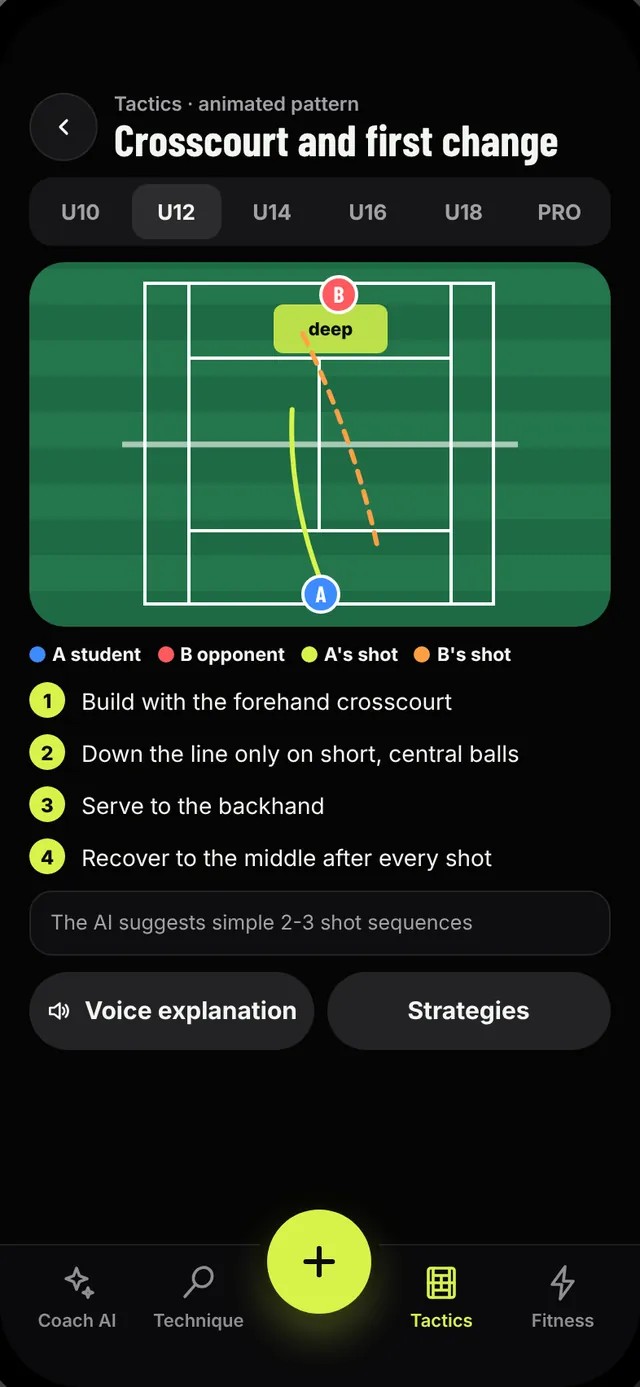 Tactics · animated pattern
Crosscourt and first change
U10 U12 U14 U16 U18 PRO
B
deep
A
A student B opponent A's shot B's shot
1 Build with the forehand crosscourt
2 Down the line only on short, central balls
3 Serve to the backhand
4 Recover to the middle after every shot
The AI suggests simple 2-3 shot sequences
Voice explanation Strategies
Coach AI Technique Tactics Fitness